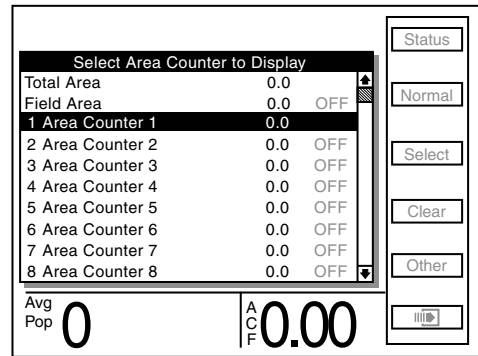 Select Area Counter to Display
Total Area 0.0
Field Area 0.0 OFF
1 Area Counter 1 0.0
2 Area Counter 2 0.0 OFF
3 Area Counter 3 0.0 OFF
4 Area Counter 4 0.0 OFF
5 Area Counter 5 0.0 OFF
6 Area Counter 6 0.0 OFF
7 Area Counter 7 0.0 OFF
8 Area Counter 8 0.0 OFF
Avg
Pop 0
ACF 0.00
Status
Normal
Select
Clear
Other